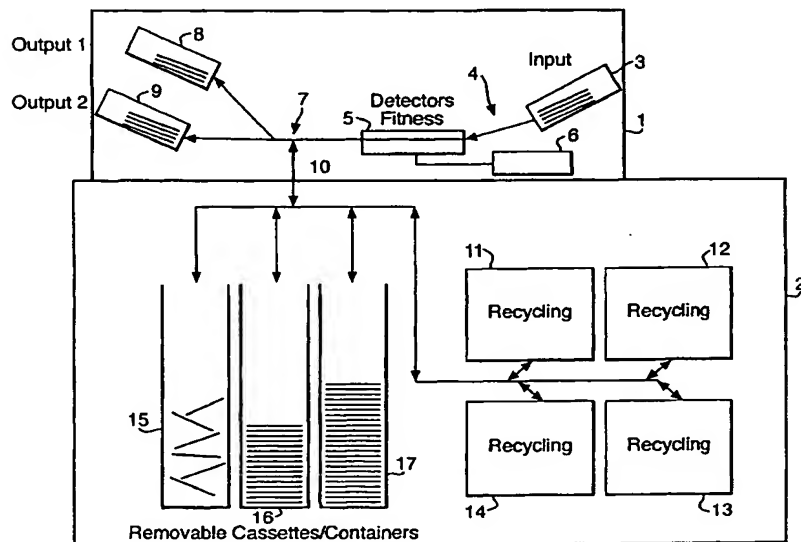 Output 1
8
Input
3
Output 2
9
7
Detectors
Fitness
4
5
6
1
10
11
12
2
Recycling
Recycling
15
Recycling
Recycling
17
16
14
13
Removable Cassettes/Containers